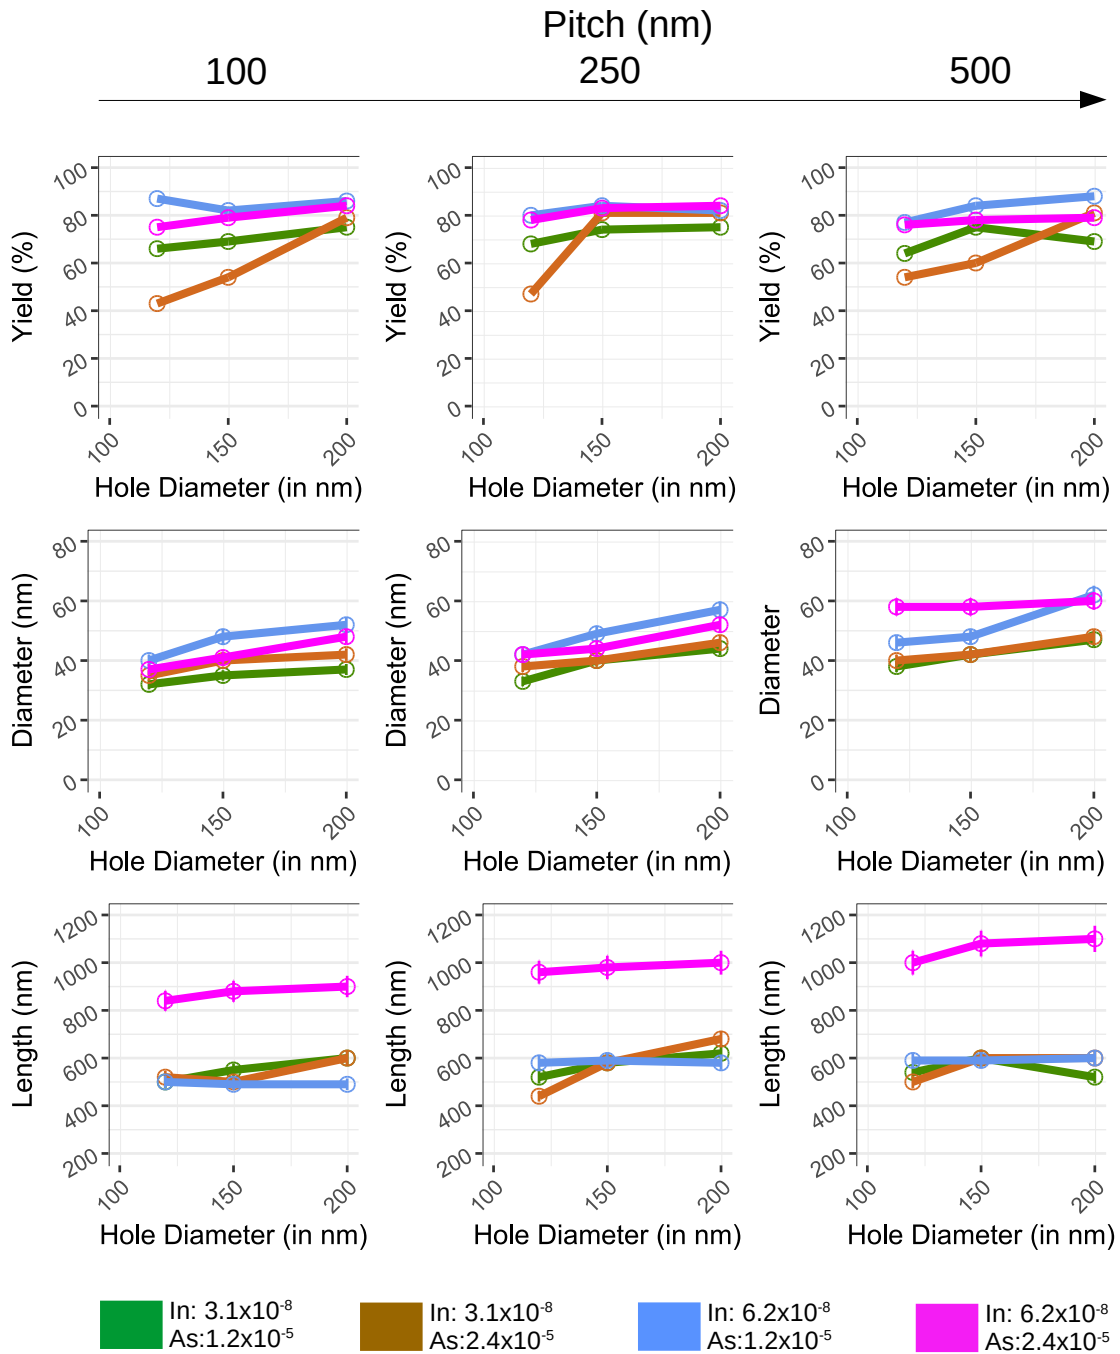 Pitch (nm)
100 250 500
Yield (%) Yield (%) Yield (%)
100 100 100
80 80 80
60 60 60
40 40 40
20 20 20
0 0 0
100 150 200 100 150 200 100 150 200
Hole Diameter (in nm) Hole Diameter (in nm) Hole Diameter (in nm)
Diameter (nm) Diameter (nm) Diameter
80 80 80
60 60 60
40 40 40
20 20 20
0 0 0
100 150 200 100 150 200 100 150 200
Hole Diameter (in nm) Hole Diameter (in nm) Hole Diameter (in nm)
Length (nm) Length (nm) Length (nm)
1200 1200 1200
1000 1000 1000
800 800 800
600 600 600
400 400 400
200 200 200
100 150 200 100 150 200 100 150 200
Hole Diameter (in nm) Hole Diameter (in nm) Hole Diameter (in nm)
In: 3.1x10⁻⁸ In: 3.1x10⁻⁸ In: 6.2x10⁻⁸ In: 6.2x10⁻⁸
As:1.2x10⁻⁵ As:2.4x10⁻⁵ As:1.2x10⁻⁵ As:2.4x10⁻⁵